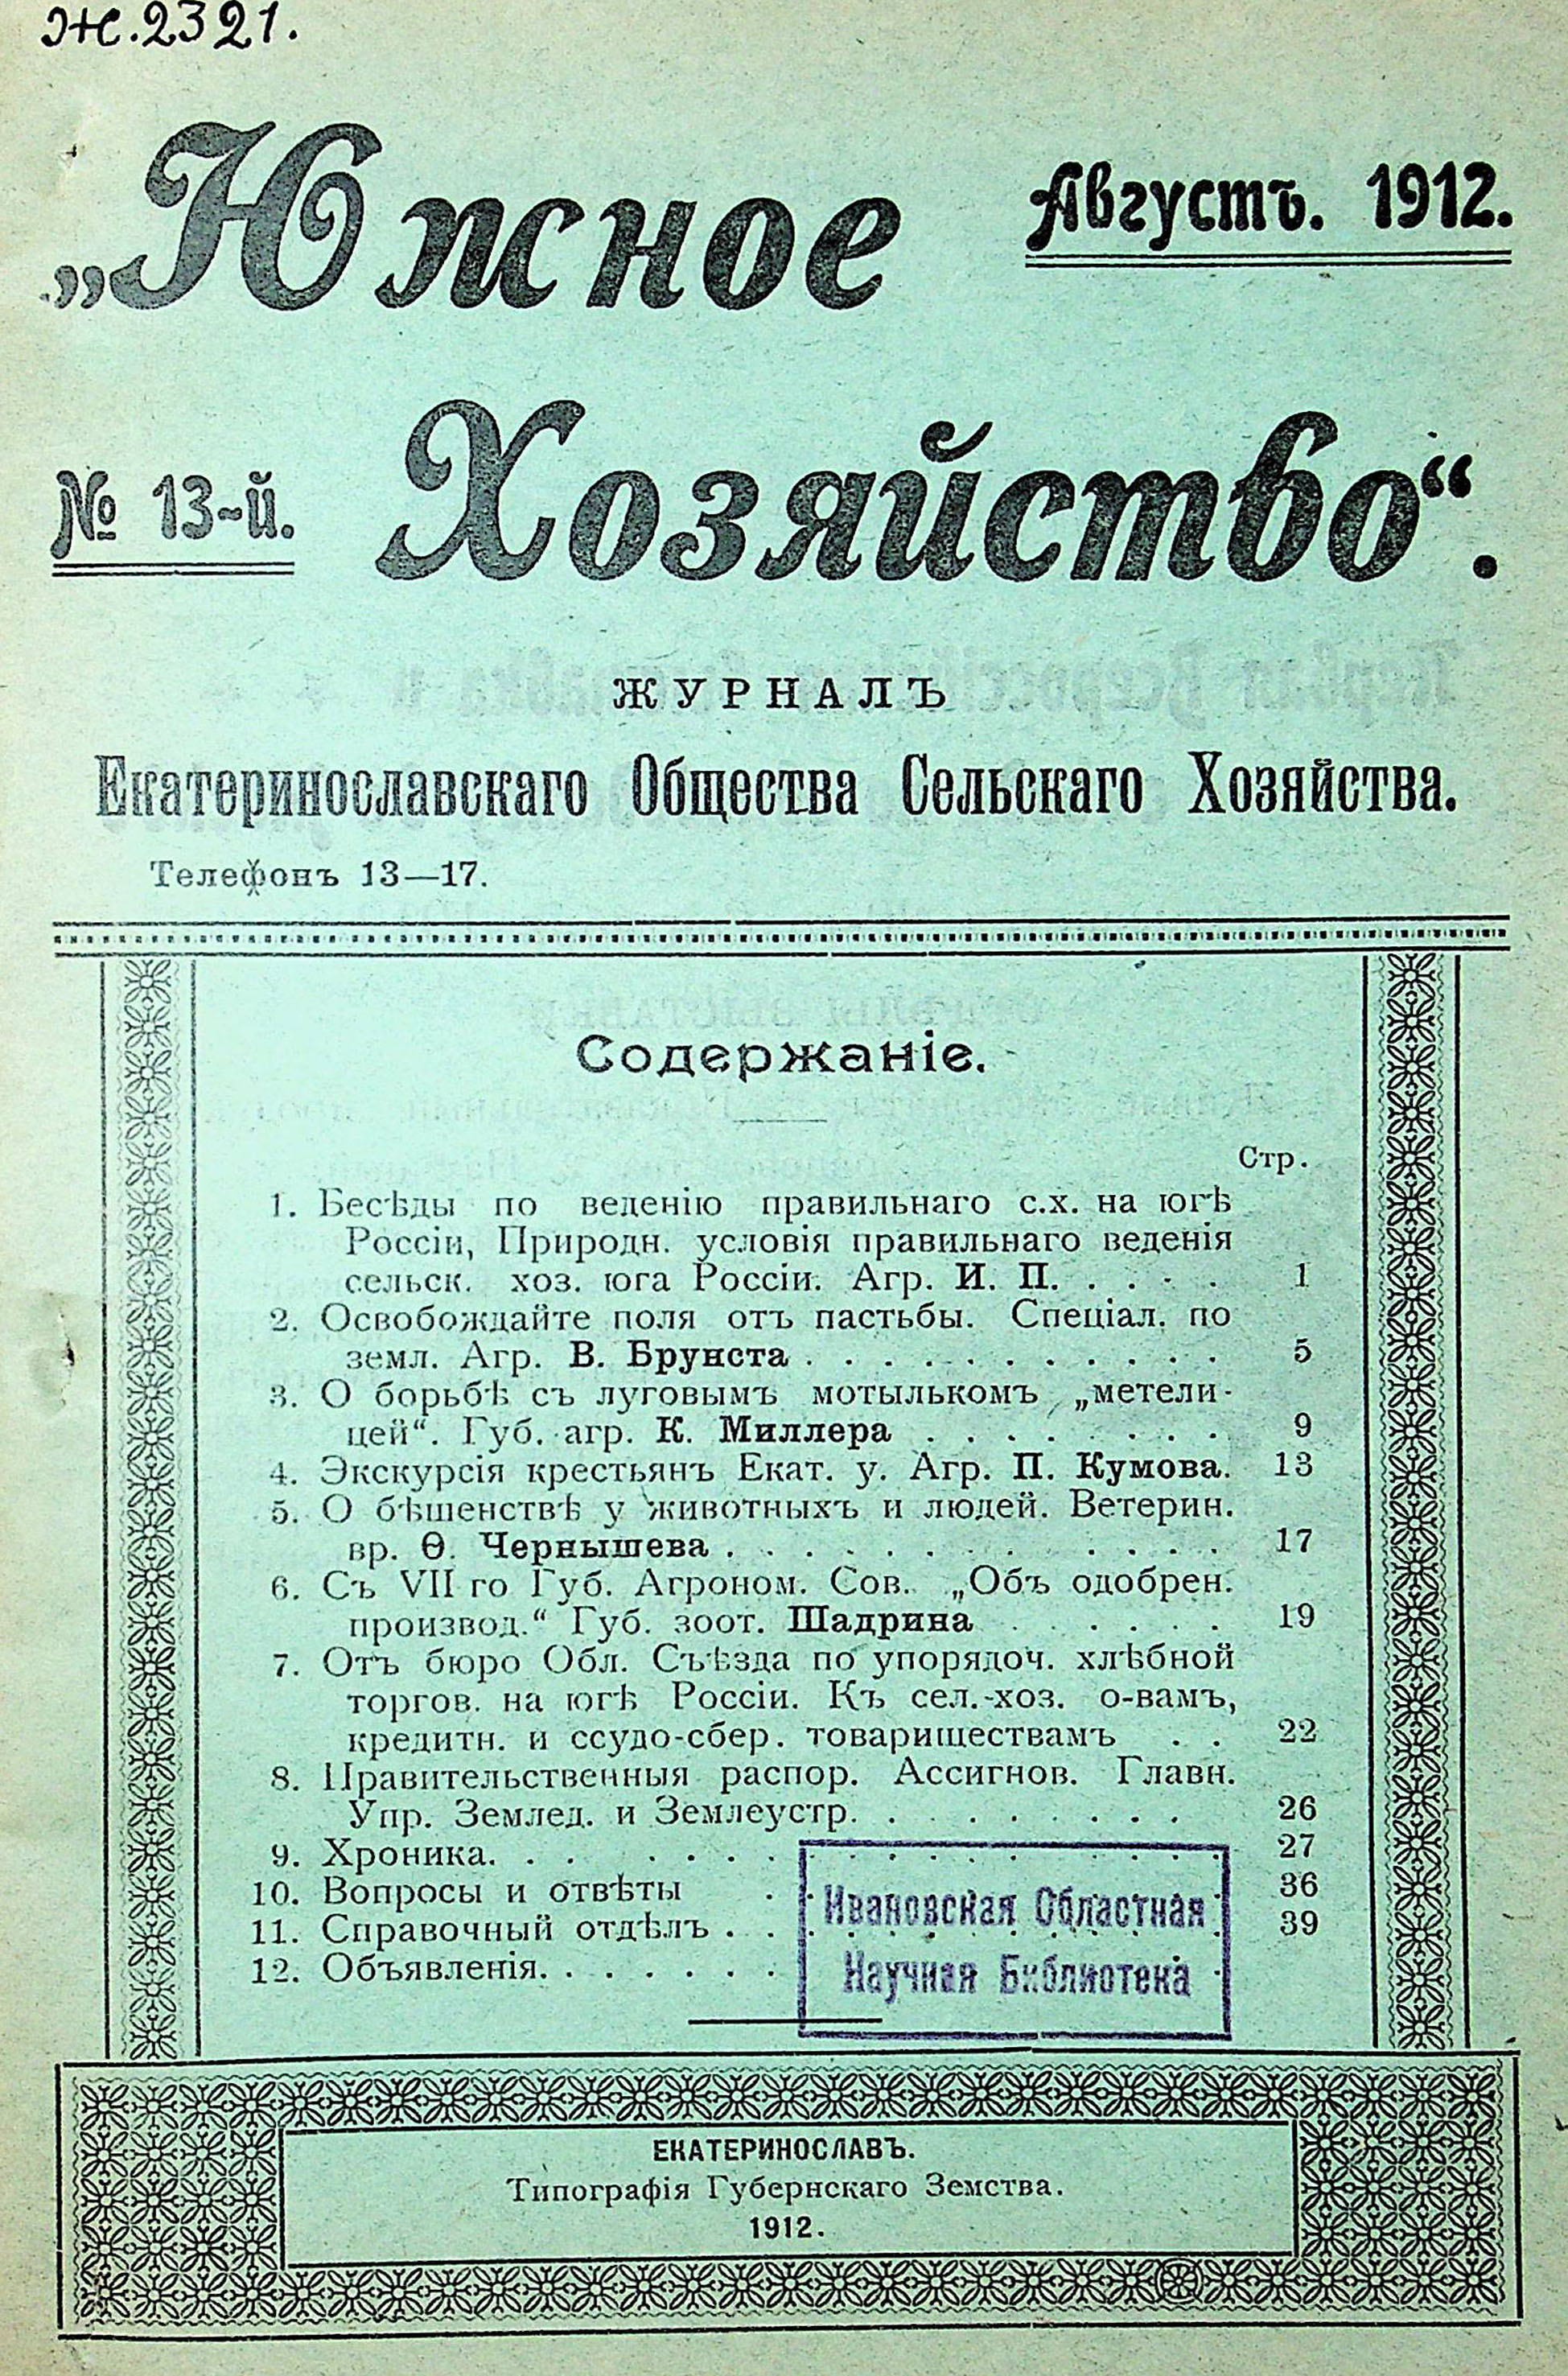 Ж.2321.
„Южное
Августъ. 1912.
№ 13-й.
Хозяйство“.
ЖУРНАЛЪ
Екатеринославскаго Общества Сельскаго Хозяйства.
Телефонъ 13—17.
Содержаніе.
Стр.
1. Бесѣды по веденію правильнаго с.х. на югѣ
Россіи, Природн. условія правильнаго веденія
сельск. хоз. юга Россіи. Агр. И. П. . . . . 1
2. Освобождайте поля отъ пастьбы. Спеціал. по
земл. Агр. В. Брунста . . . . . . . . . . . 5
3. О борьбѣ съ луговымъ мотылькомъ „метели-
цей“. Губ. агр. К. Миллера . . . . . . . . 9
4. Экскурсія крестьянъ Екат. у. Агр. П. Кумова. 13
5. О бѣшенствѣ у животныхъ и людей. Ветерин.
вр. Ѳ. Чернышева . . . . . . . . . . . . 17
6. Съ VII го Губ. Агроном. Сов. „Объ одобрен.
производ.“ Губ. зоот. Шадрина . . . . . . 19
7. Отъ бюро Обл. Съѣзда по упорядоч. хлѣбной
торгов. на югѣ Россіи. Къ сел.-хоз. о-вамъ,
кредитн. и ссудо-сбер. товариществамъ . . 22
8. Правительственныя распор. Ассигнов. Главн.
Упр. Землед. и Землеустр. . . . . . . . . 26
9. Хроника. . . . . . . . . . . . . . . 27
10. Вопросы и отвѣты . . 36
11. Справочный отдѣлъ . . . . . . . . . . . 39
12. Объявленія. . . . . . .
Ивановская Областная
Научная Библиотека
ЕКАТЕРИНОСЛАВЪ.
Типографія Губернскаго Земства.
1912.